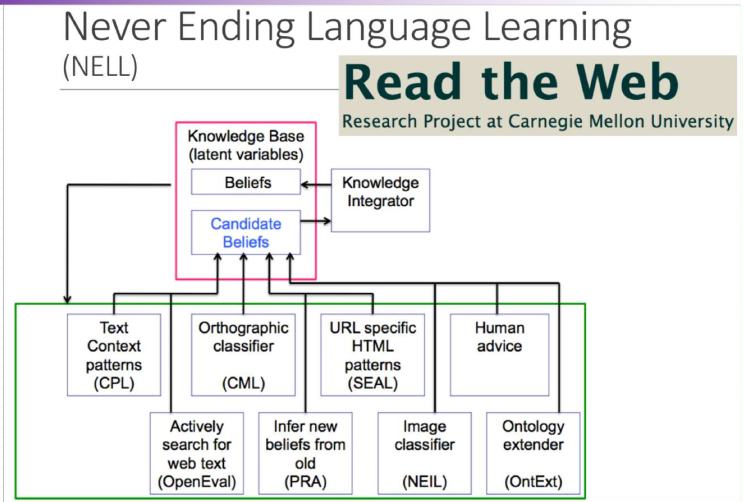 Never Ending Language Learning
(NELL)
Read the Web
Research Project at Carnegie Mellon University
Knowledge Base
(latent variables)
Beliefs
Knowledge
Integrator
Candidate
Beliefs
Text
Context
patterns
(CPL)
Orthographic
classifier
(CML)
URL specific
HTML
patterns
(SEAL)
Human
advice
Actively
search for
web text
(OpenEval)
Infer new
beliefs from
old
(PRA)
Image
classifier
(NEIL)
Ontology
extender
(OntExt)